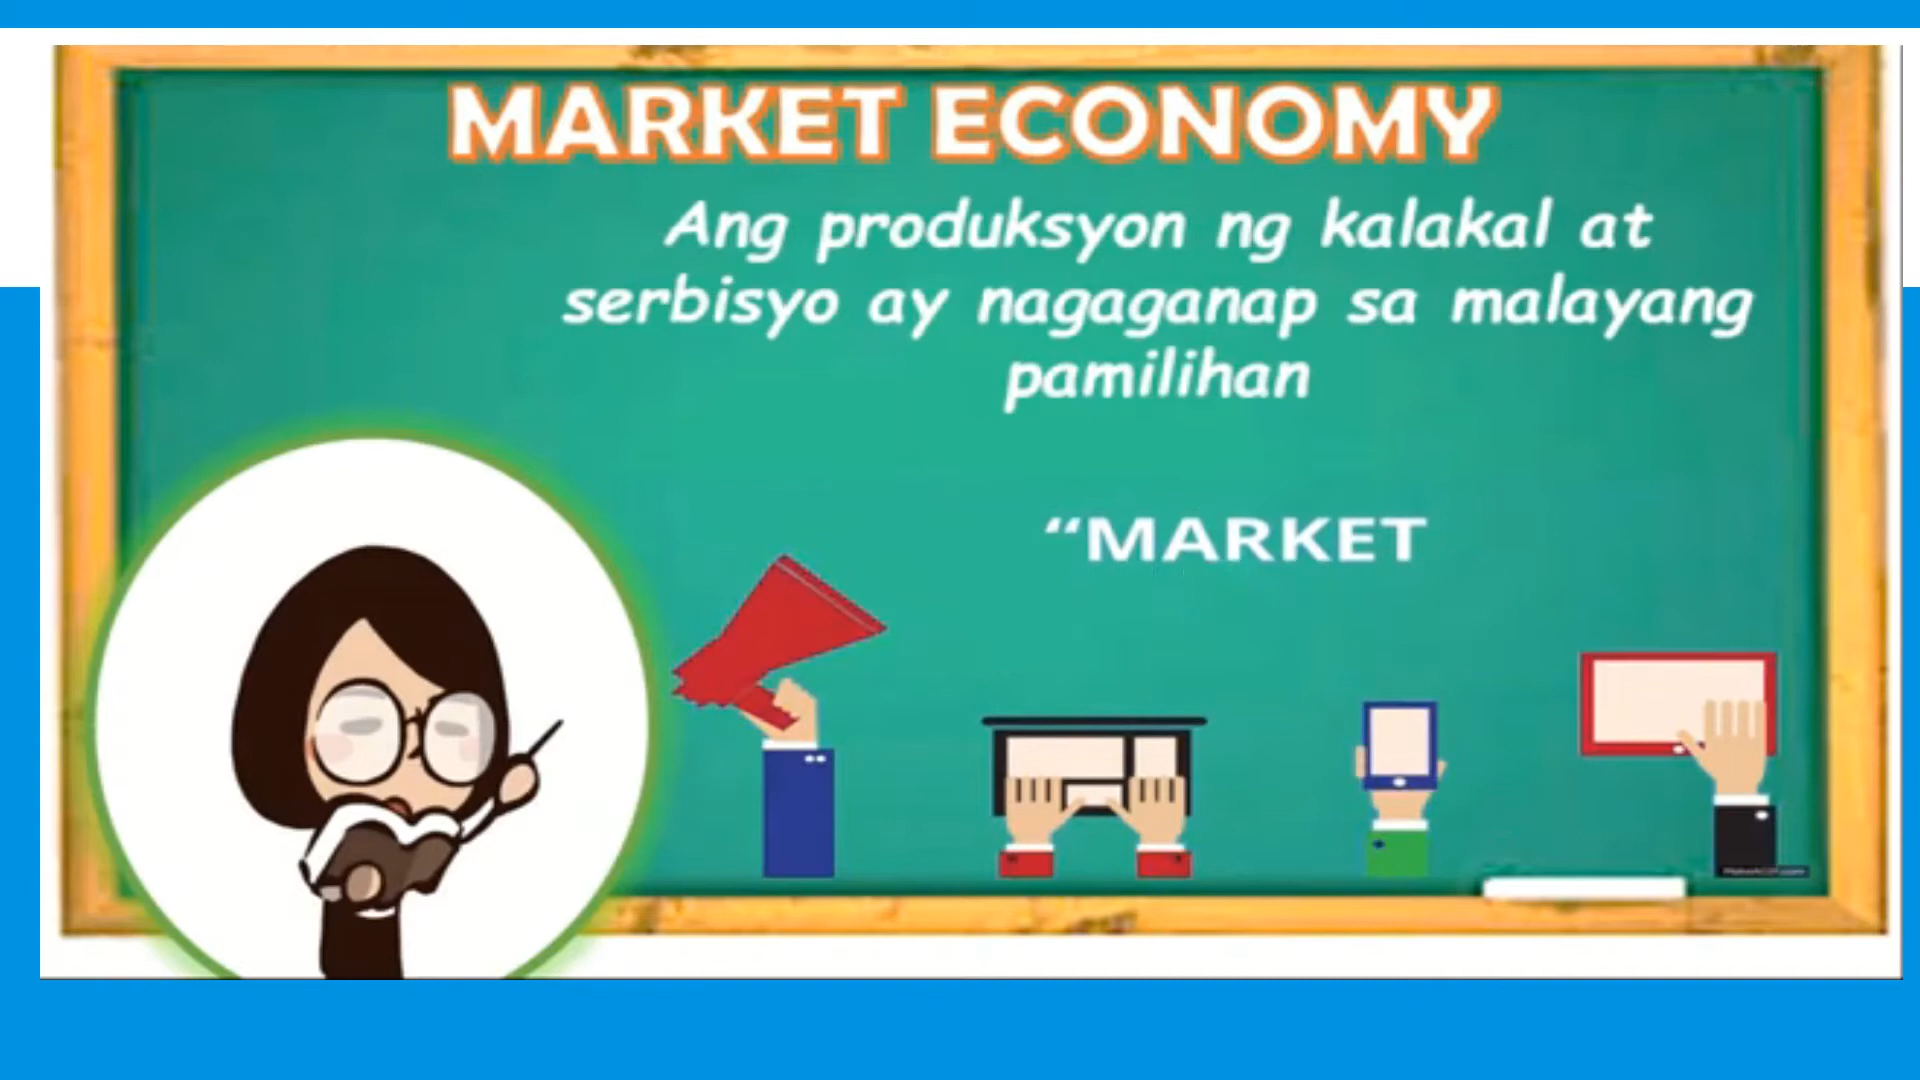 MARKET ECONOMY
Ang produksyon ng kalakal at
serbisyo ay nagaganap sa malayang
pamilihan
“MARKET